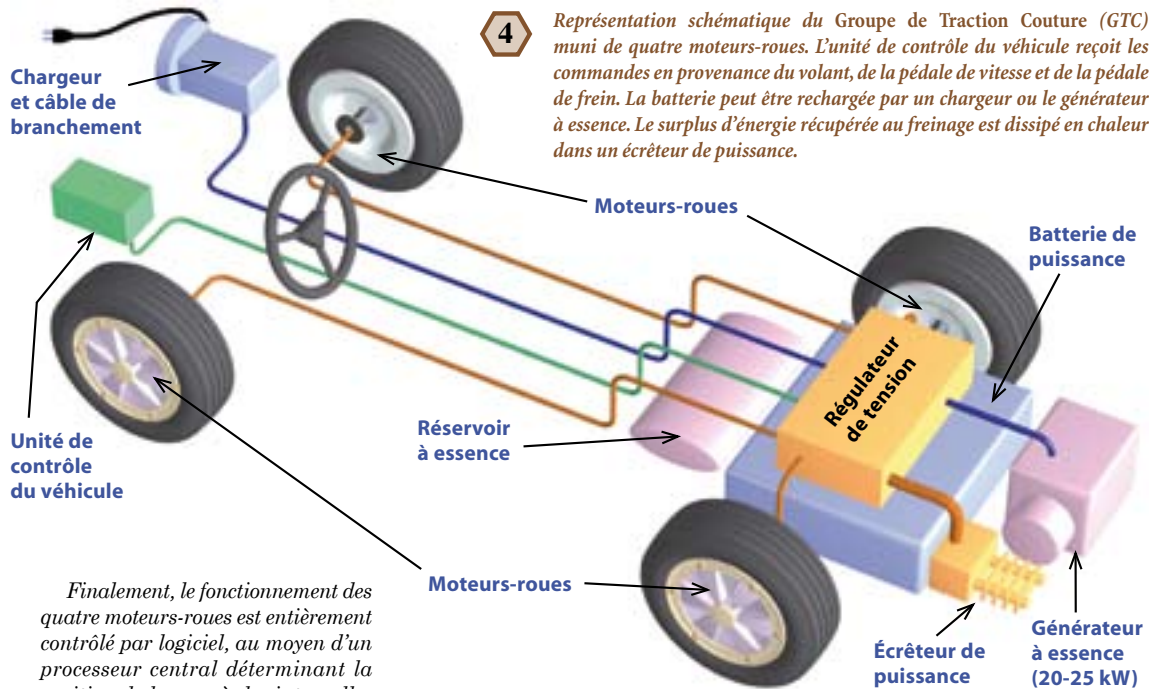 4
Représentation schématique du Groupe de Traction Couture (GTC)
muni de quatre moteurs-roues. L'unité de contrôle du véhicule reçoit les
commandes en provenance du volant, de la pédale de vitesse et de la pédale
de frein. La batterie peut être rechargée par un chargeur ou le générateur
à essence. Le surplus d'énergie récupérée au freinage est dissipé en chaleur
dans un écrêteur de puissance.
Chargeur
et câble de
branchement
Moteurs-roues
Batterie de
puissance
Régulateur
de tension
Réservoir
à essence
Unité de
contrôle
du véhicule
Moteurs-roues
Écrêteur de
puissance
Générateur
à essence
(20-25 kW)
Finalement, le fonctionnement des
quatre moteurs-roues est entièrement
contrôlé par logiciel, au moyen d'un
processeur central déterminant la